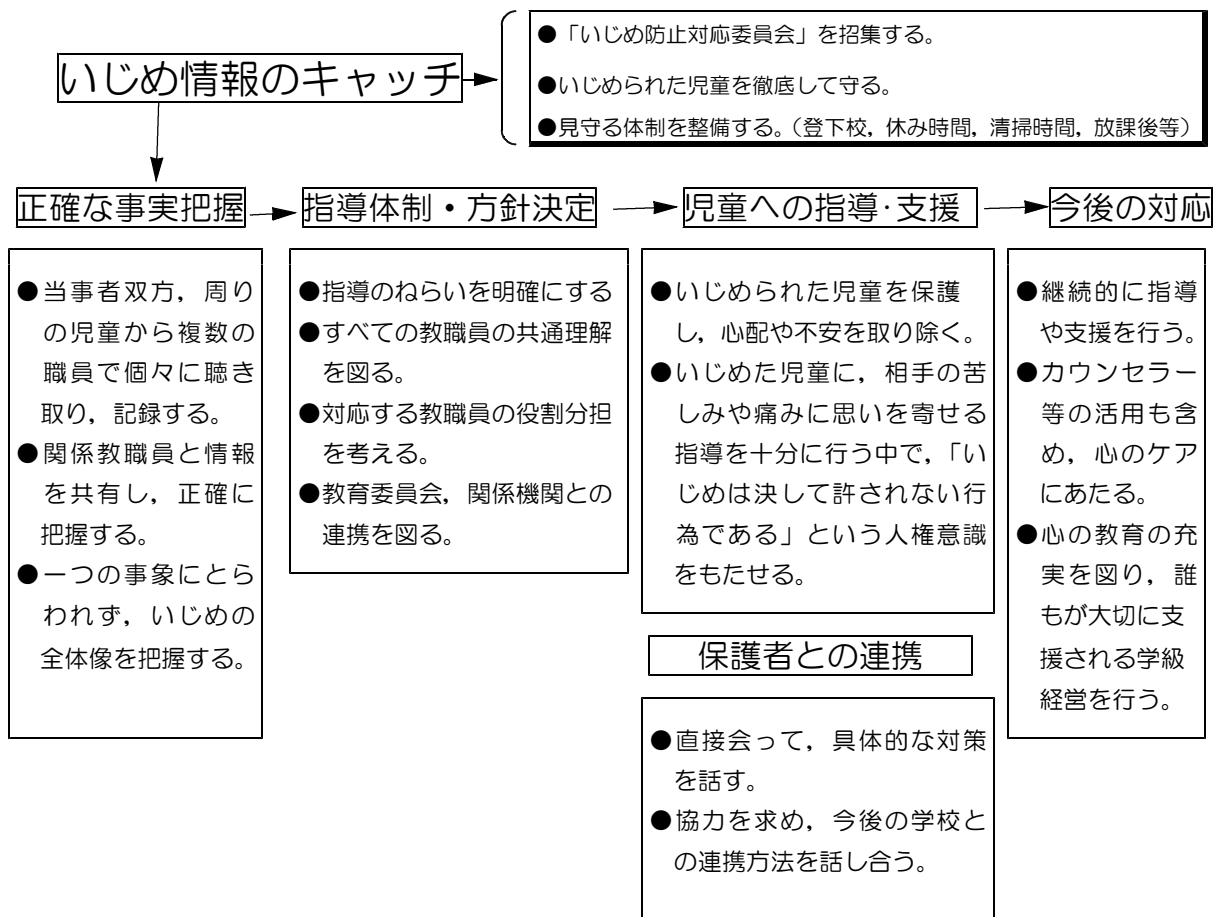 ●「いじめ防止対応委員会」を招集する。
いじめ情報のキャッチ
●いじめられた児童を徹底して守る。
●見守る体制を整備する。（登下校，休み時間，清掃時間，放課後等）
正確な事実把握
指導体制・方針決定
児童への指導・支援
今後の対応
●当事者双方，周り
の児童から複数の
職員で個々に聴き
取り，記録する。
●関係教職員と情報
を共有し，正確に
把握する。
●一つの事象にとら
われず，いじめの
全体像を把握する。
●指導のねらいを明確にする
●すべての教職員の共通理解
を図る。
●対応する教職員の役割分担
を考える。
●教育委員会，関係機関との
連携を図る。
●いじめられた児童を保護
し，心配や不安を取り除く。
●いじめた児童に，相手の苦
しみや痛みに思いを寄せる
指導を十分に行う中で，「い
じめは決して許されない行
為である」という人権意識
をもたせる。
保護者との連携
●直接会って，具体的な対策
を話す。
●協力を求め，今後の学校と
の連携方法を話し合う。
●継続的に指導
や支援を行う。
●カウンセラー
等の活用も含
め，心のケア
にあたる。
●心の教育の充
実を図り，誰
もが大切に支
援される学級
経営を行う。